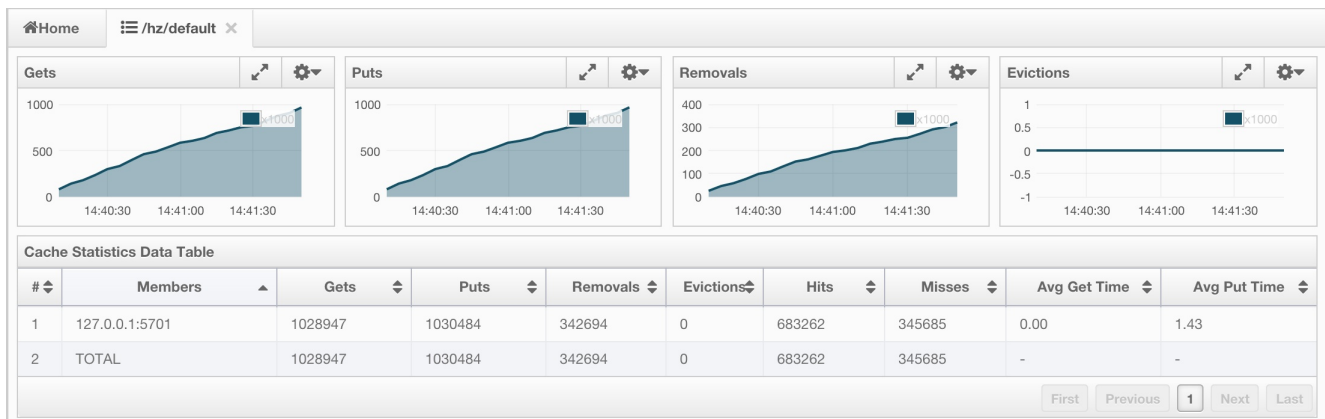 Home /hz/default
Gets Puts Removals Evictions
1000
x1000
500
0
14:40:30 14:41:00 14:41:30
1000
x1000
500
0
14:40:30 14:41:00 14:41:30
400
x1000
300
200
100
0
14:40:30 14:41:00 14:41:30
1
x1000
0.5
0
-0.5
-1
14:40:30 14:41:00 14:41:30
Cache Statistics Data Table
# Members Gets Puts Removals Evictions Hits Misses Avg Get Time Avg Put Time
1 127.0.0.1:5701 1028947 1030484 342694 0 683262 345685 0.00 1.43
2 TOTAL 1028947 1030484 342694 0 683262 345685 - -
First Previous 1 Next Last